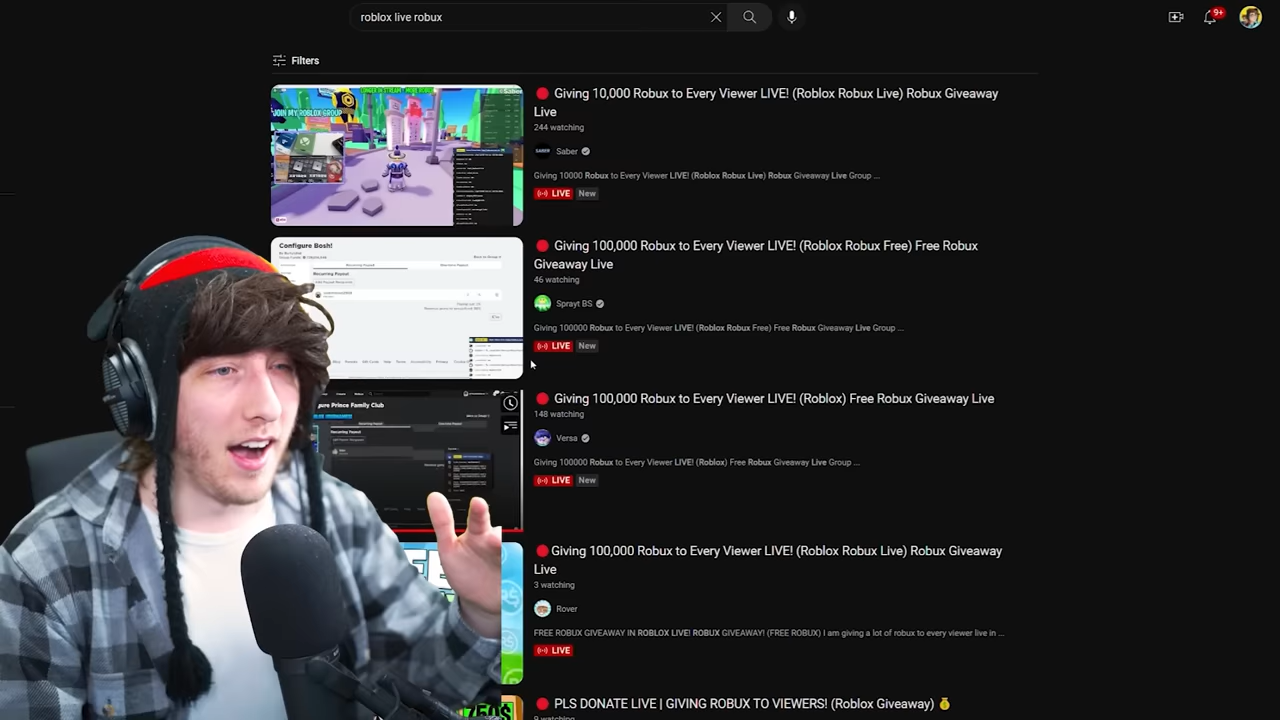 roblox live robux
9+
Filters
Giving 10,000 Robux to Every Viewer LIVE! (Roblox Robux Live) Robux Giveaway
Live
244 watching
Saber
Giving 10000 Robux to Every Viewer LIVE! (Roblox Robux Live) Robux Giveaway Live Group ...
LIVE New
JOIN MY ROBLOX GROUP
Configure Bosh!
Recurring Payout
Giving 100,000 Robux to Every Viewer LIVE! (Roblox Robux Free) Free Robux
Giveaway Live
46 watching
Sprayt BS
Giving 100000 Robux to Every Viewer LIVE! (Roblox Robux Free) Free Robux Giveaway Live Group ...
LIVE New
Prince Family Club
Recurring Payout
Giving 100,000 Robux to Every Viewer LIVE! (Roblox) Free Robux Giveaway Live
148 watching
Versa
Giving 100000 Robux to Every Viewer LIVE! (Roblox) Free Robux Giveaway Live Group ...
LIVE New
Giving 100,000 Robux to Every Viewer LIVE! (Roblox Robux Live) Robux Giveaway
Live
3 watching
Rover
FREE ROBUX GIVEAWAY IN ROBLOX LIVE! ROBUX GIVEAWAY! (FREE ROBUX) I am giving a lot of robux to every viewer live in ...
LIVE
PLS DONATE LIVE | GIVING ROBUX TO VIEWERS! (Roblox Giveaway)